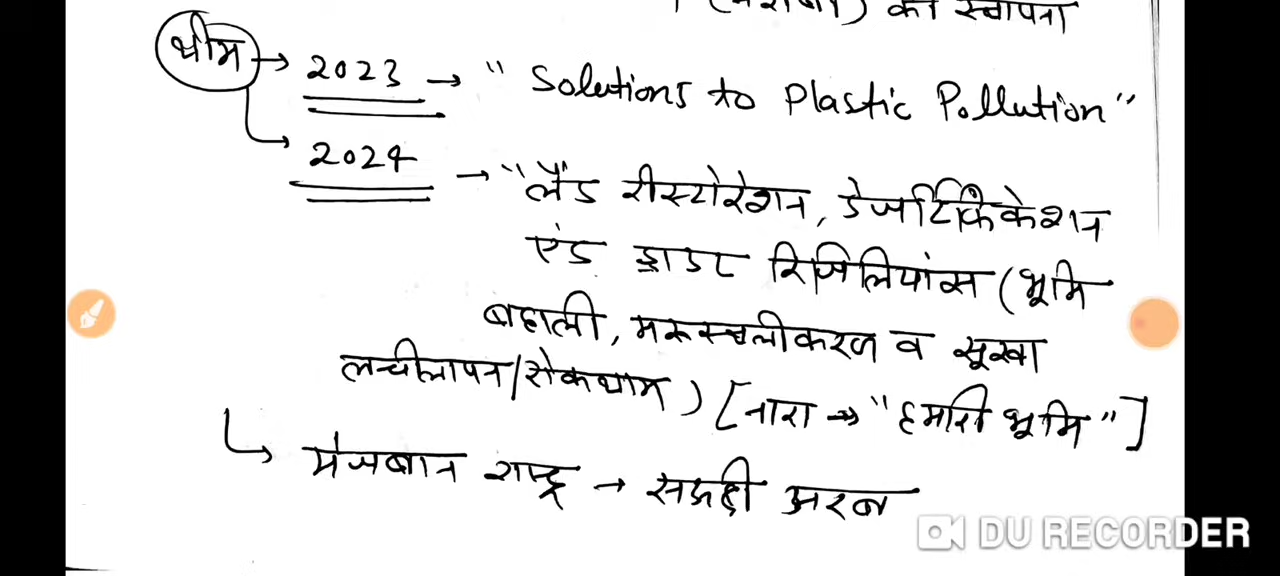 की स्थापना
थीम → 2023 → "Solutions to Plastic Pollution"
2024 → "लैंड रीस्टोरेशन, डेजर्टिफिकेशन
एंड ड्राउट रिजिलियांस (भूमि
बहाली, मरूस्थलीकरण व सूखा
लचीलापन/रोकथाम) [नारा → "हमारी भूमि"]
↳ मेजबान राष्ट्र → सऊदी अरब
DU RECORDER